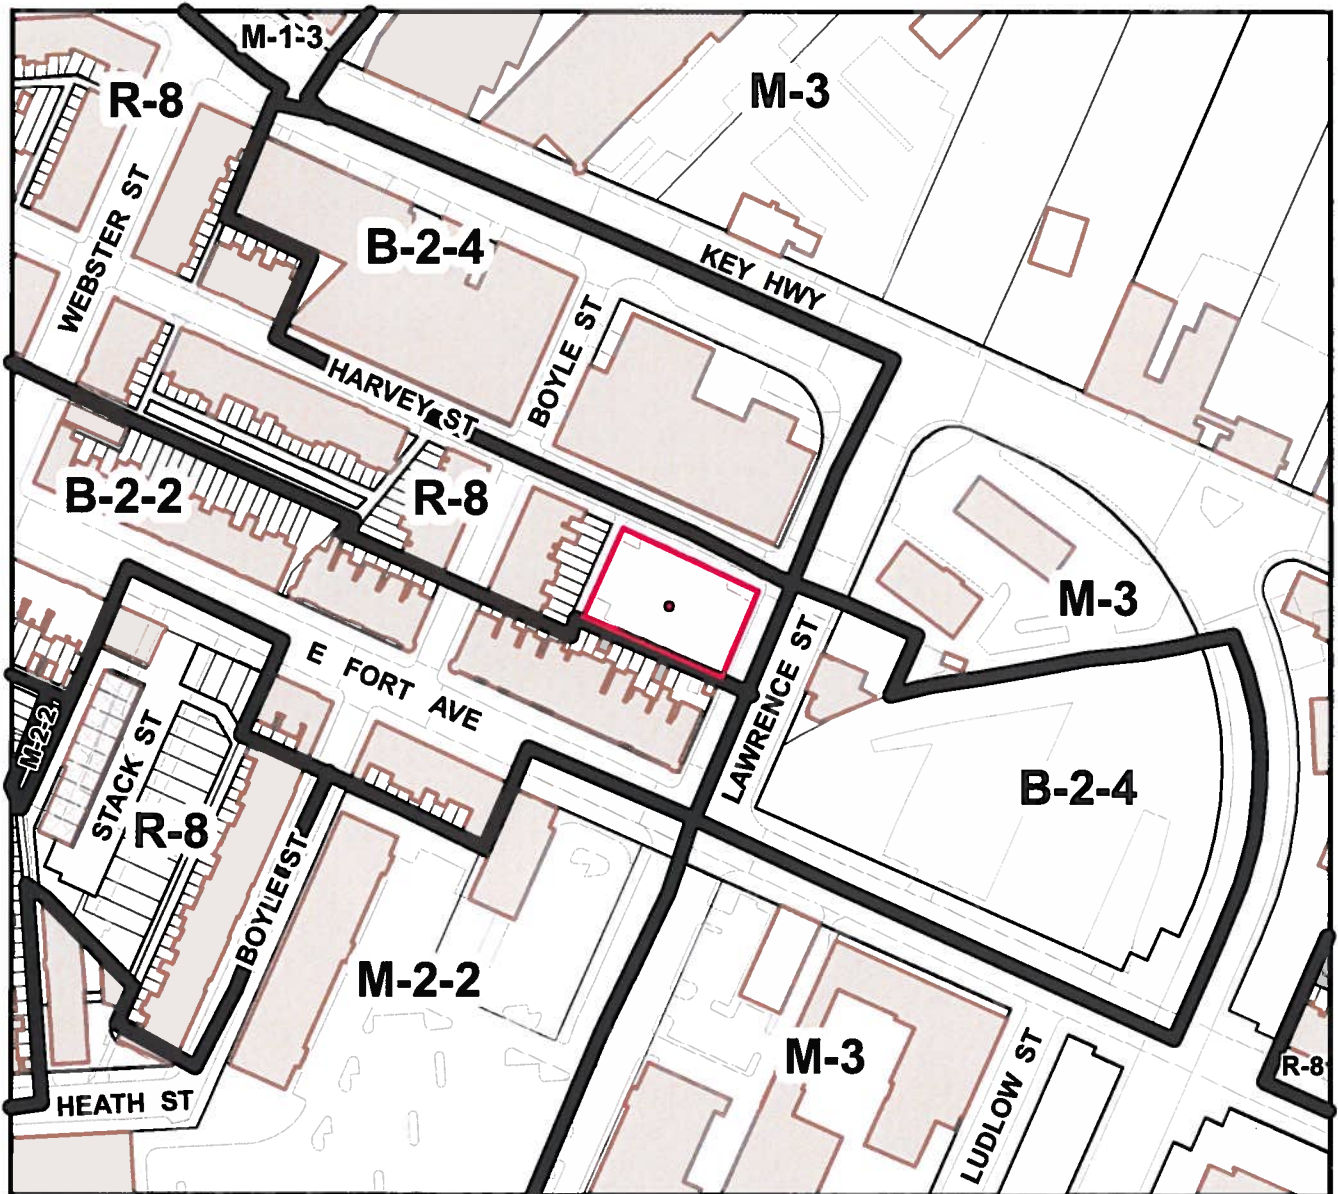 M-1-3
R-8
M-3
WEBSTER ST
B-2-4
KEY HWY
BOYLE ST
HARVEY ST
B-2-2
R-8
M-3
E FORT AVE
LAWRENCE ST
M-2-2
STACK ST
R-8
B-2-4
BOYLE ST
M-2-2
M-3
LUDLOW ST
R-8
HEATH ST